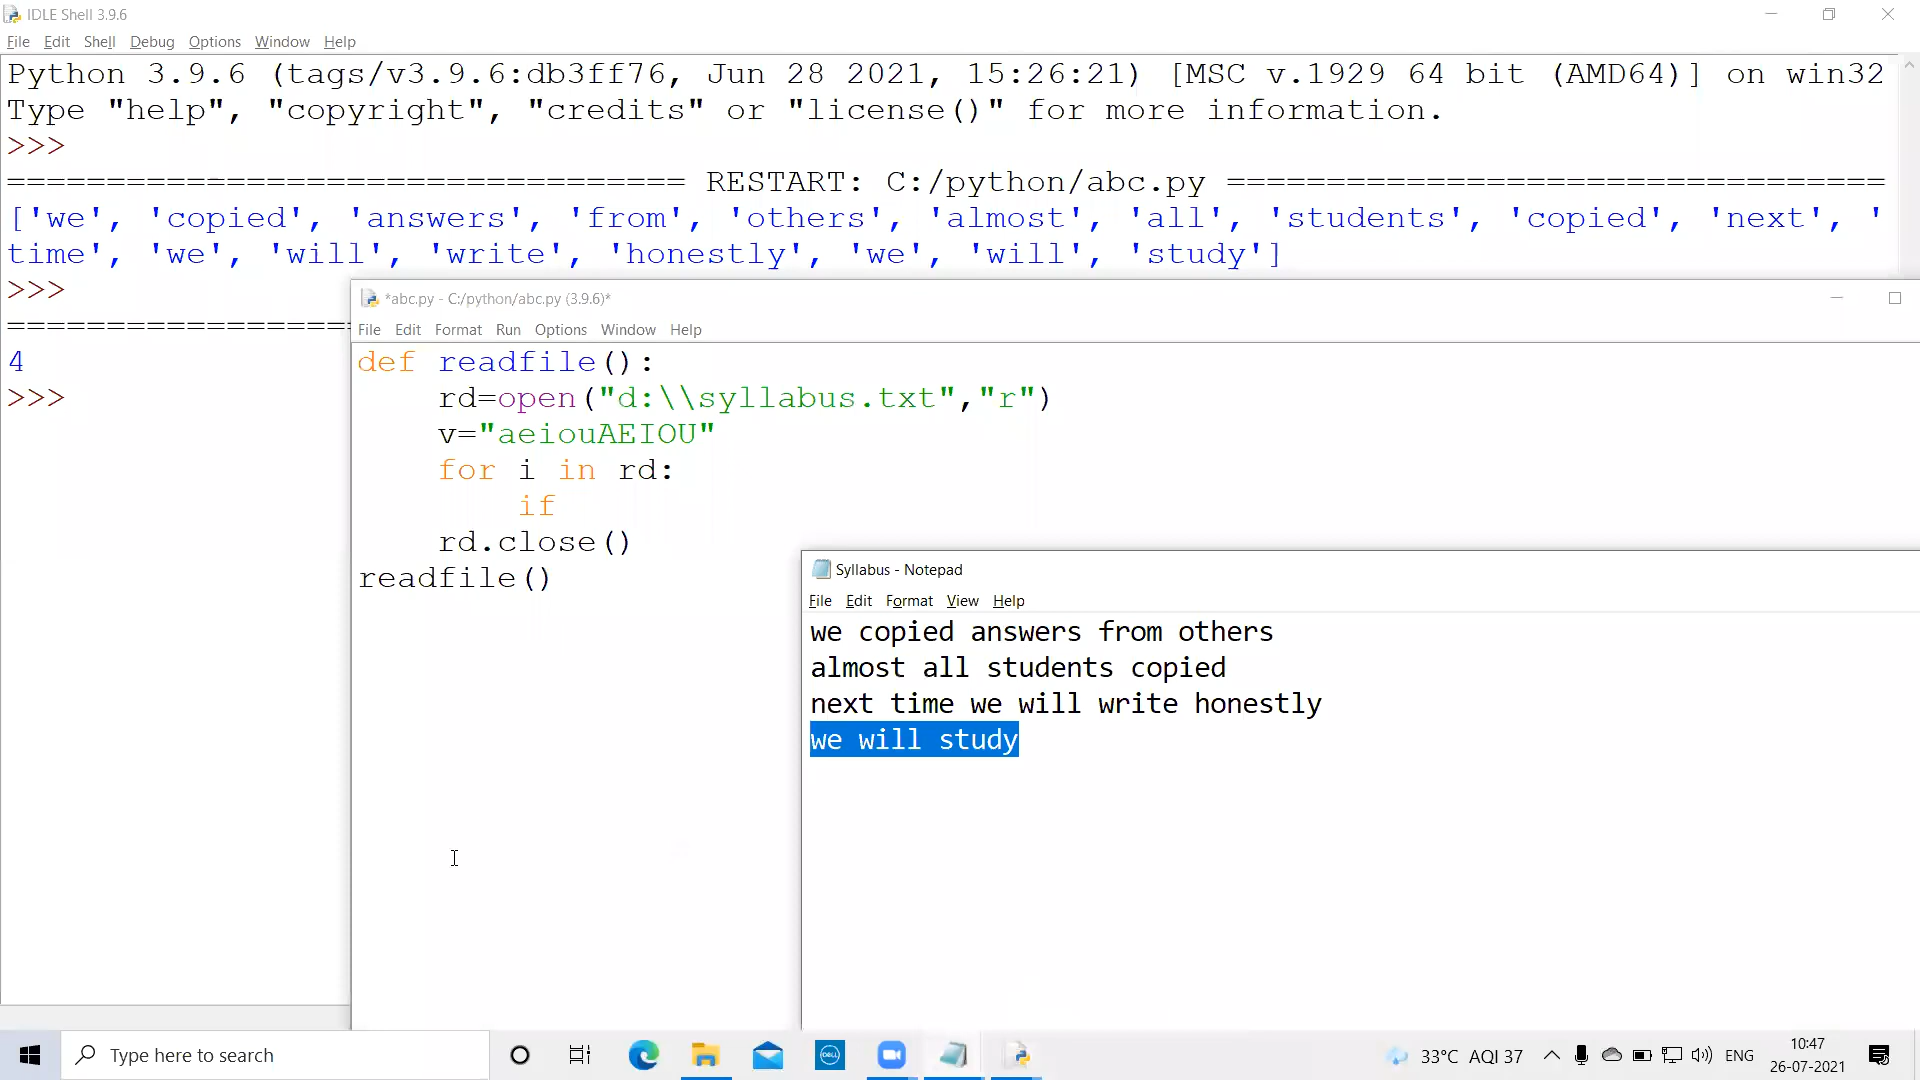 IDLE Shell 3.9.6
File Edit Shell Debug Options Window Help
Python 3.9.6 (tags/v3.9.6:db3ff76, Jun 28 2021, 15:26:21) [MSC v.1929 64 bit (AMD64)] on win32
Type "help", "copyright", "credits" or "license()" for more information.
>>>
================================== RESTART: C:/python/abc.py =================================
['we', 'copied', 'answers', 'from', 'others', 'almost', 'all', 'students', 'copied', 'next', '
time', 'we', 'will', 'write', 'honestly', 'we', 'will', 'study']
>>>
==================
4
>>>
*abc.py - C:/python/abc.py (3.9.6)*
File Edit Format Run Options Window Help
def readfile():
    rd=open("d:\\syllabus.txt","r")
    v="aeiouAEIOU"
    for i in rd:
        if
    rd.close()
readfile()
Syllabus - Notepad
File Edit Format View Help
we copied answers from others
almost all students copied
next time we will write honestly
we will study
Type here to search
DELL
33°C AQI 37
ENG
10:47
26-07-2021